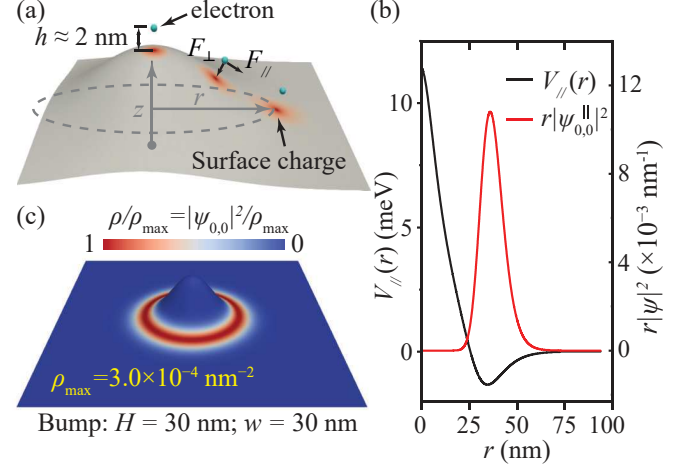 (a)
electron
h ≈ 2 nm
F⊥
F∥
z
r
Surface charge
(b)
V∥(r)
r|ψ∥0,0|²
10
5
0
V∥(r) (meV)
12
8
4
0
r|ψ|² (×10⁻³ nm⁻¹)
0 25 50 75 100
r (nm)
(c)
ρ/ρmax=|ψ0,0|²/ρmax
1 0
ρmax=3.0×10⁻⁴ nm⁻²
Bump: H = 30 nm; w = 30 nm